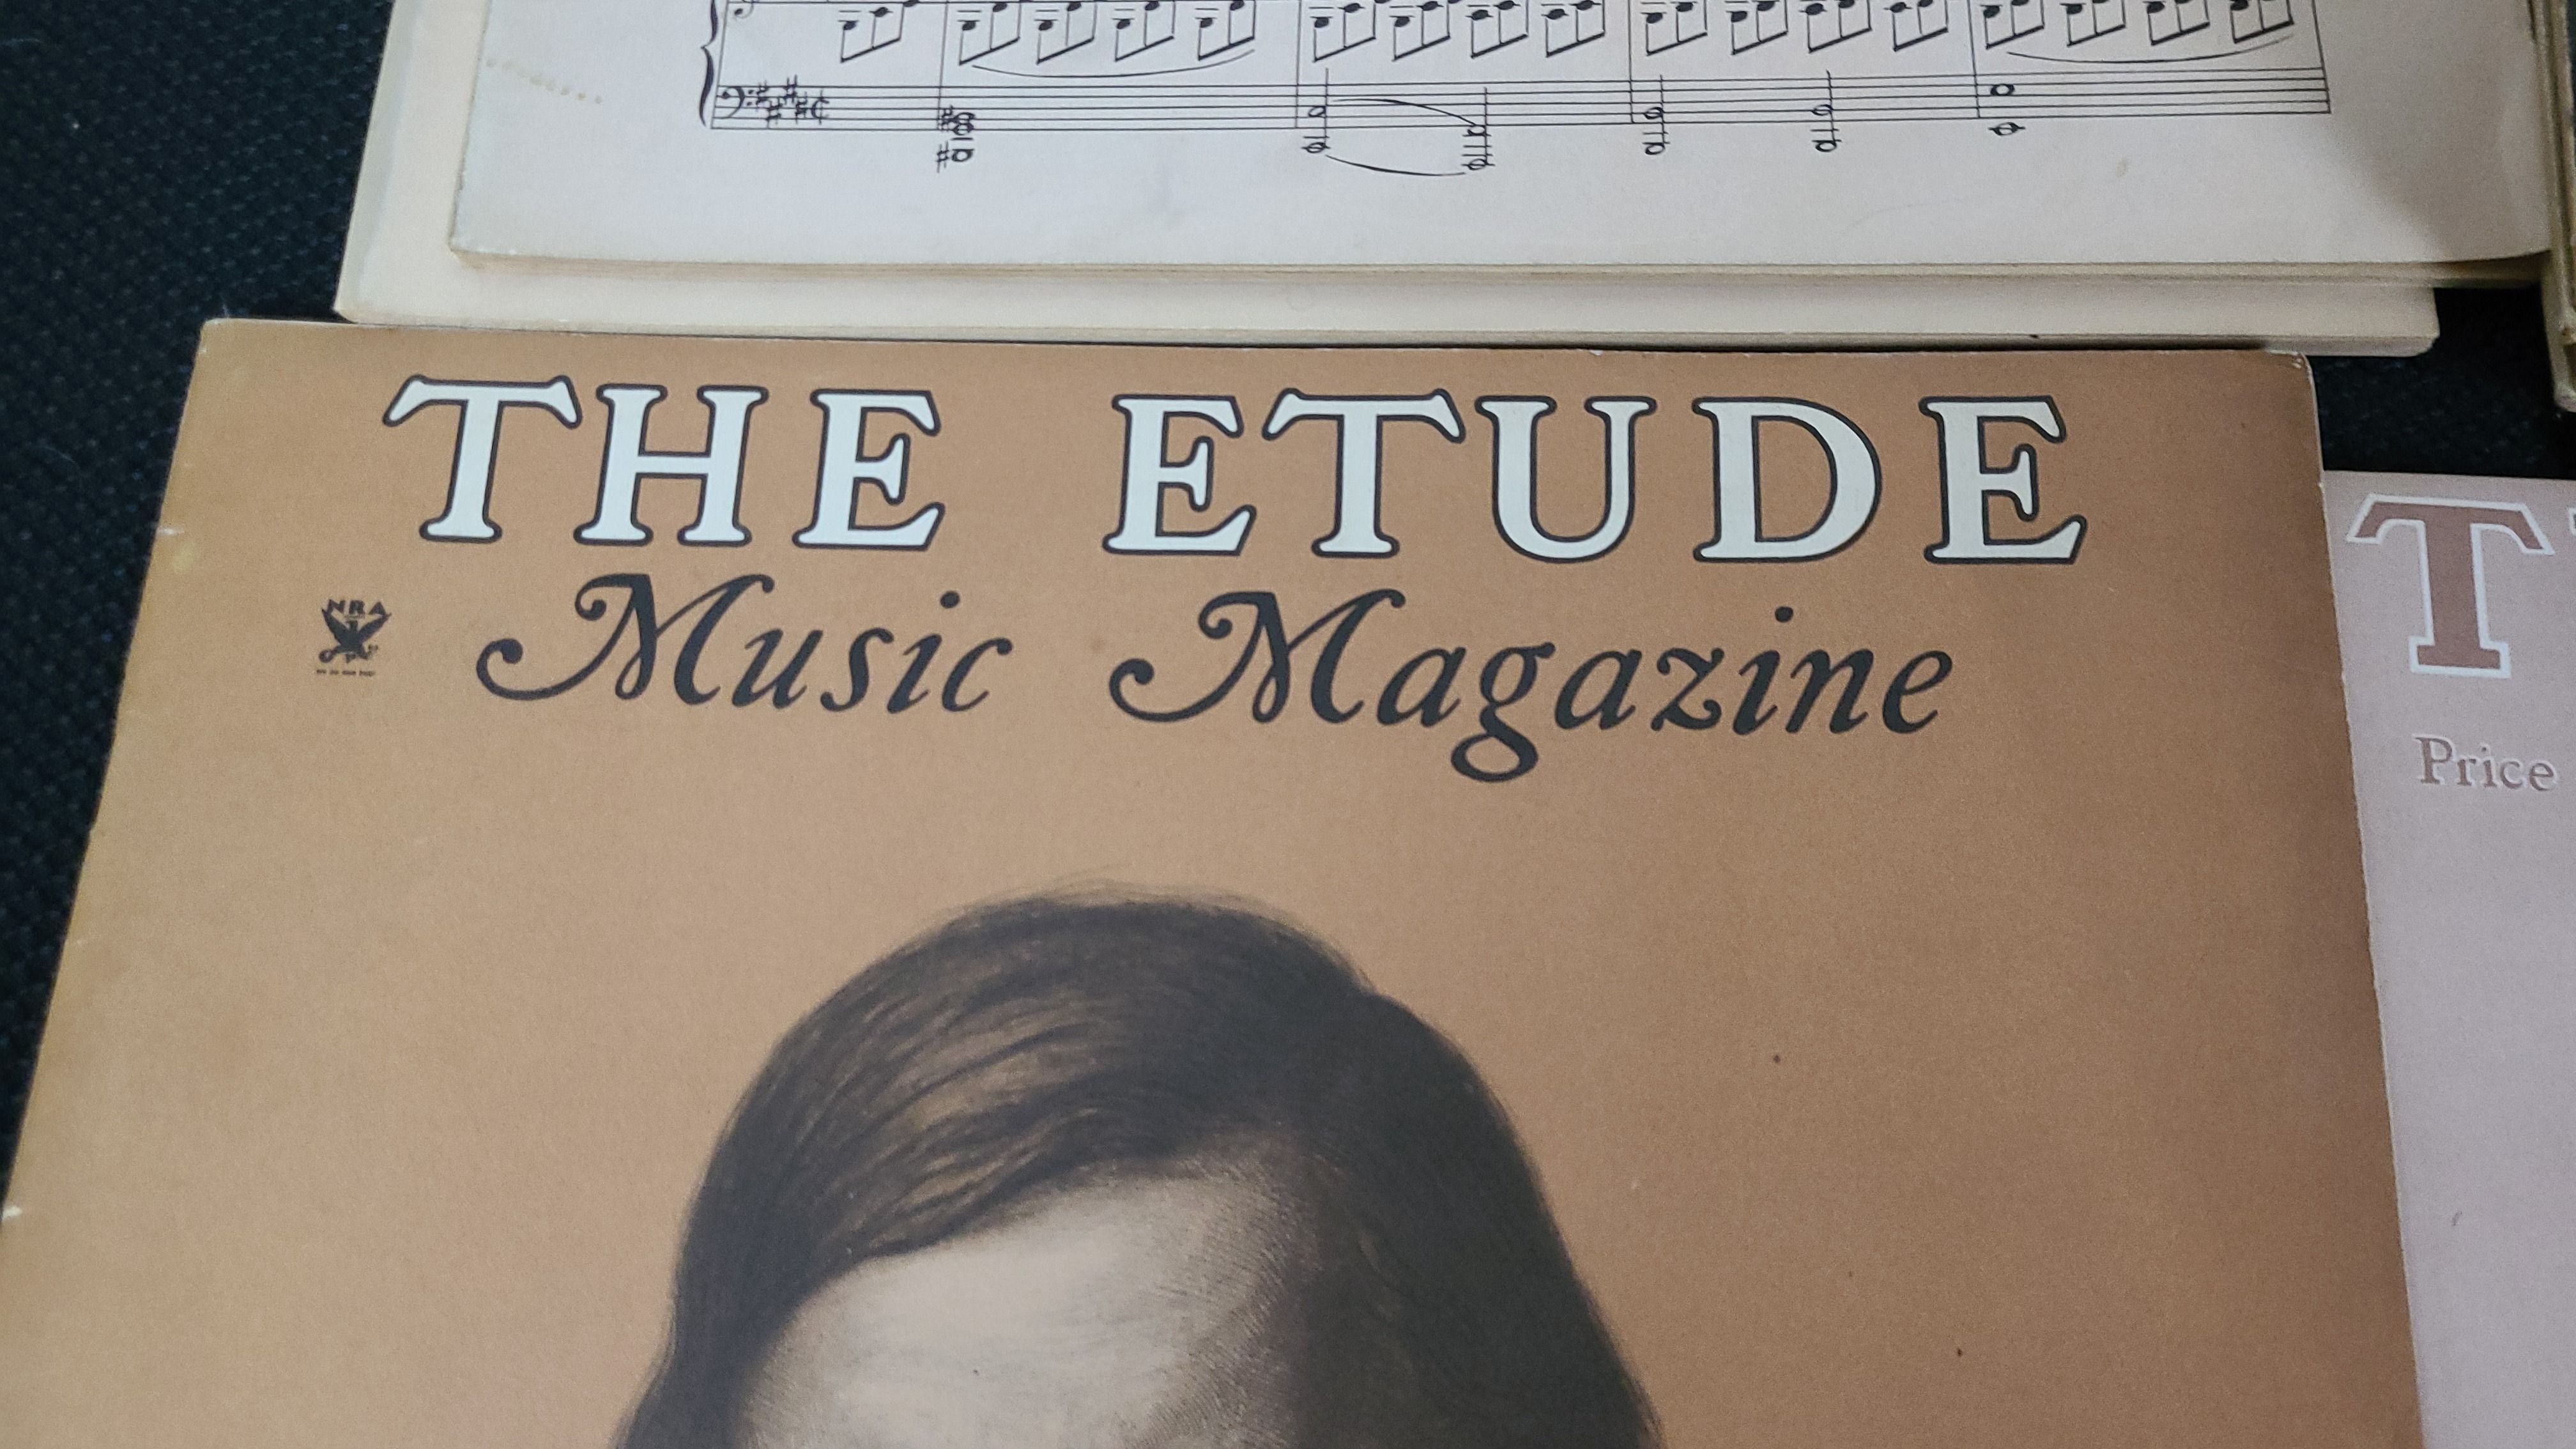 THE ETUDE
Music Magazine
NRA
T
Price